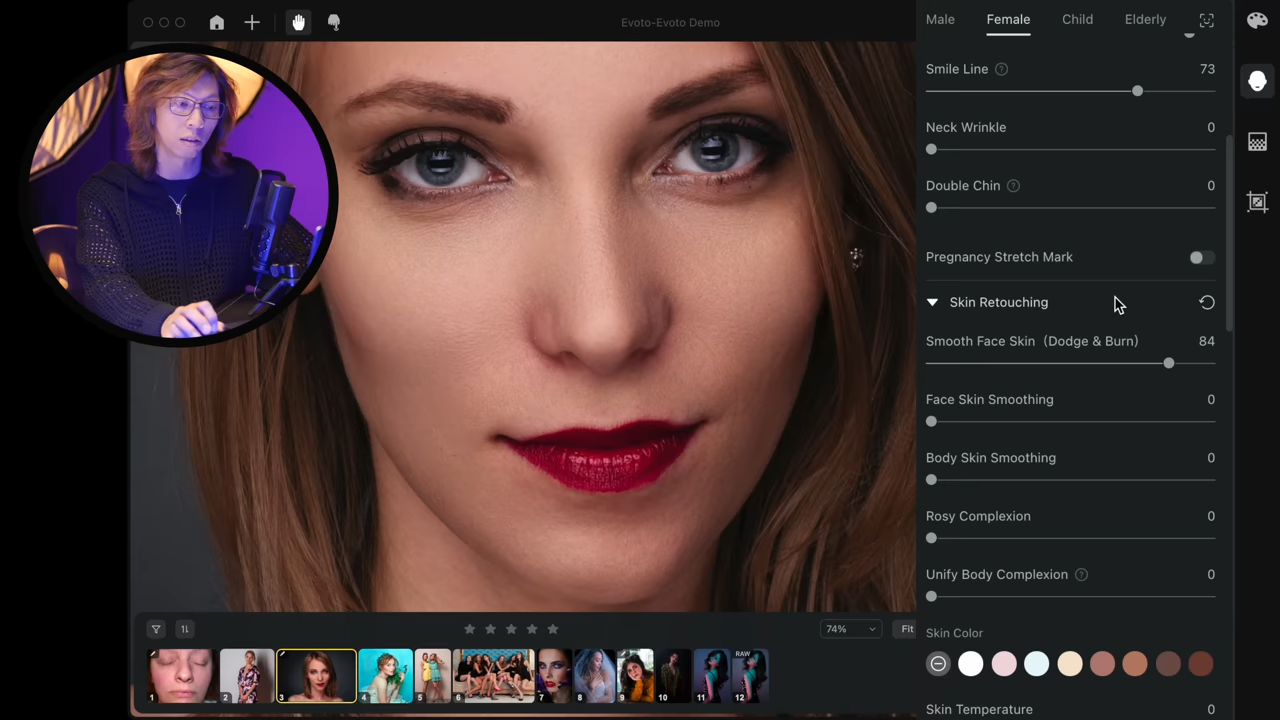 Evoto-Evoto Demo
Male Female Child Elderly
Smile Line ? 73
Neck Wrinkle 0
Double Chin ? 0
Pregnancy Stretch Mark
Skin Retouching
Smooth Face Skin (Dodge & Burn) 84
Face Skin Smoothing 0
Body Skin Smoothing 0
Rosy Complexion 0
Unify Body Complexion ? 0
Skin Color
Skin Temperature 0
74% Fit
RAW
1 2 3 4 5 6 7 8 9 10 11 12